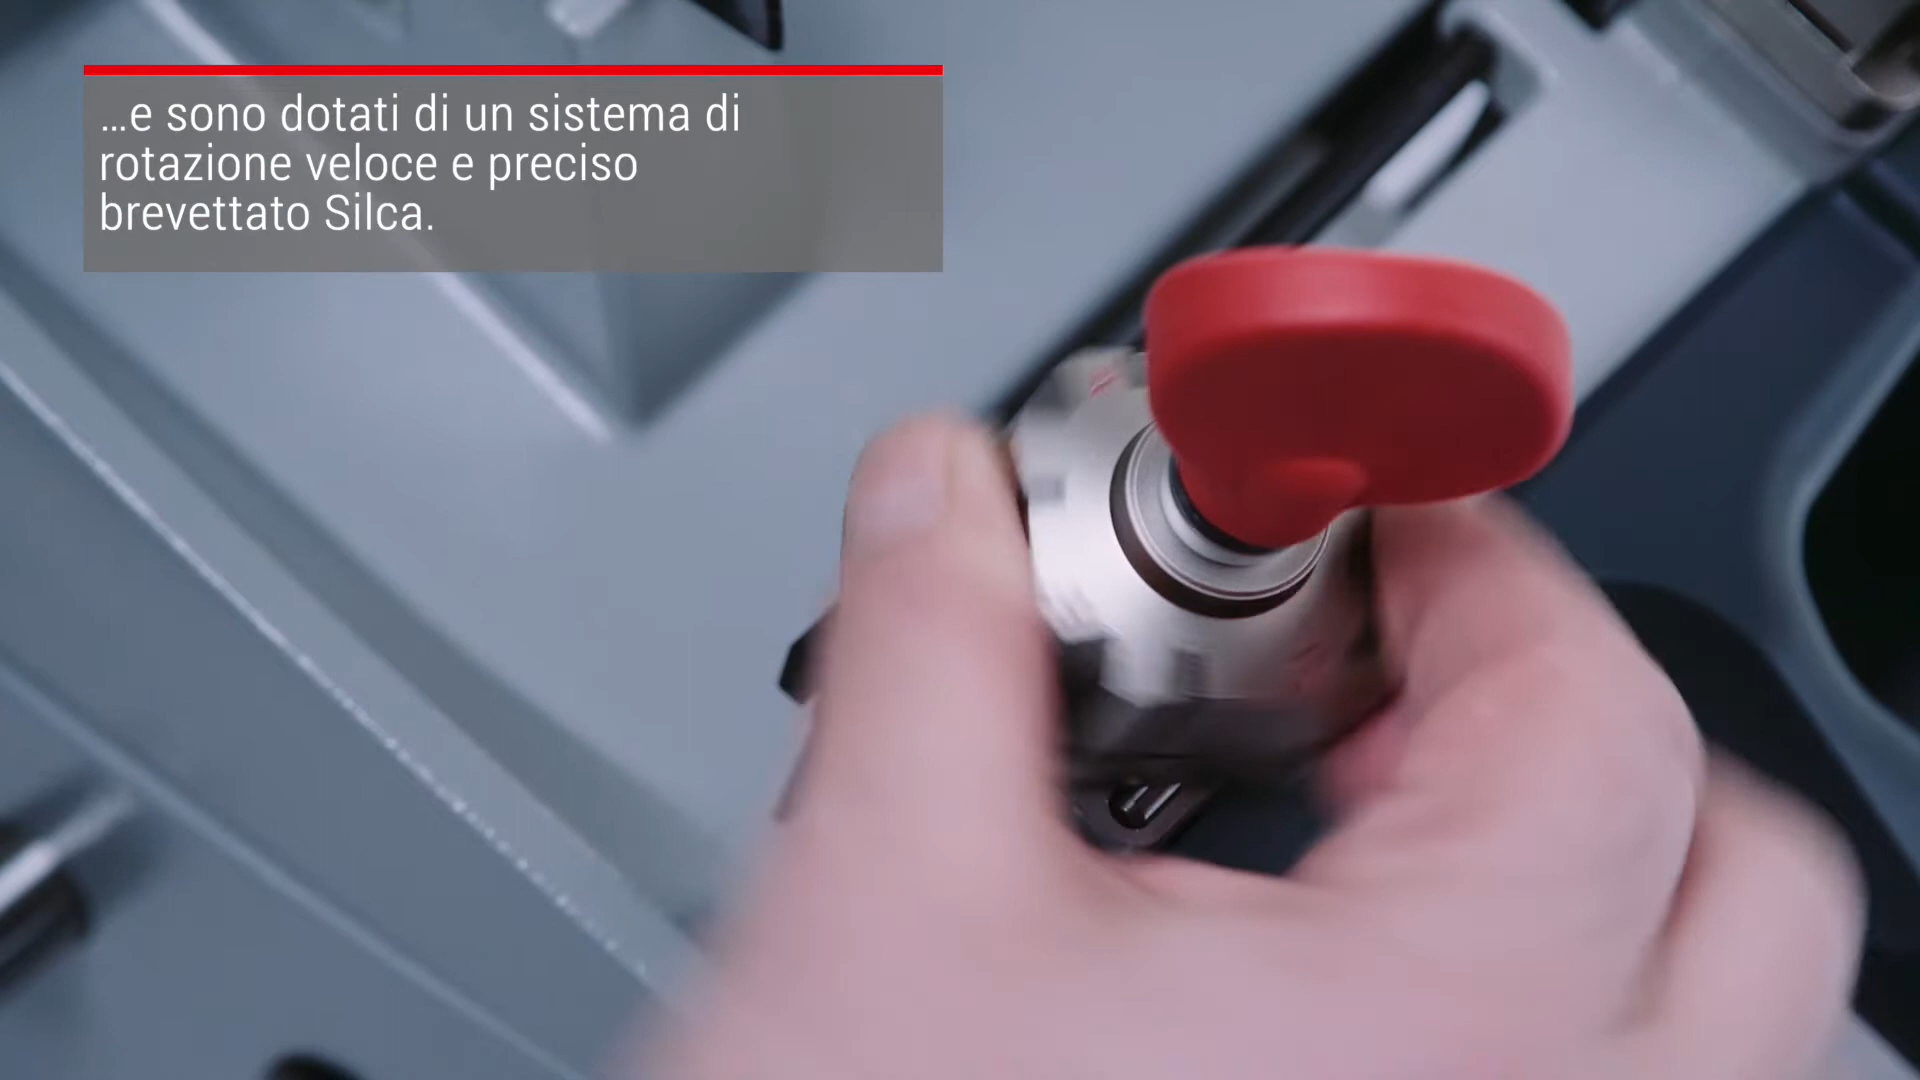 …e sono dotati di un sistema di
rotazione veloce e preciso
brevettato Silca.